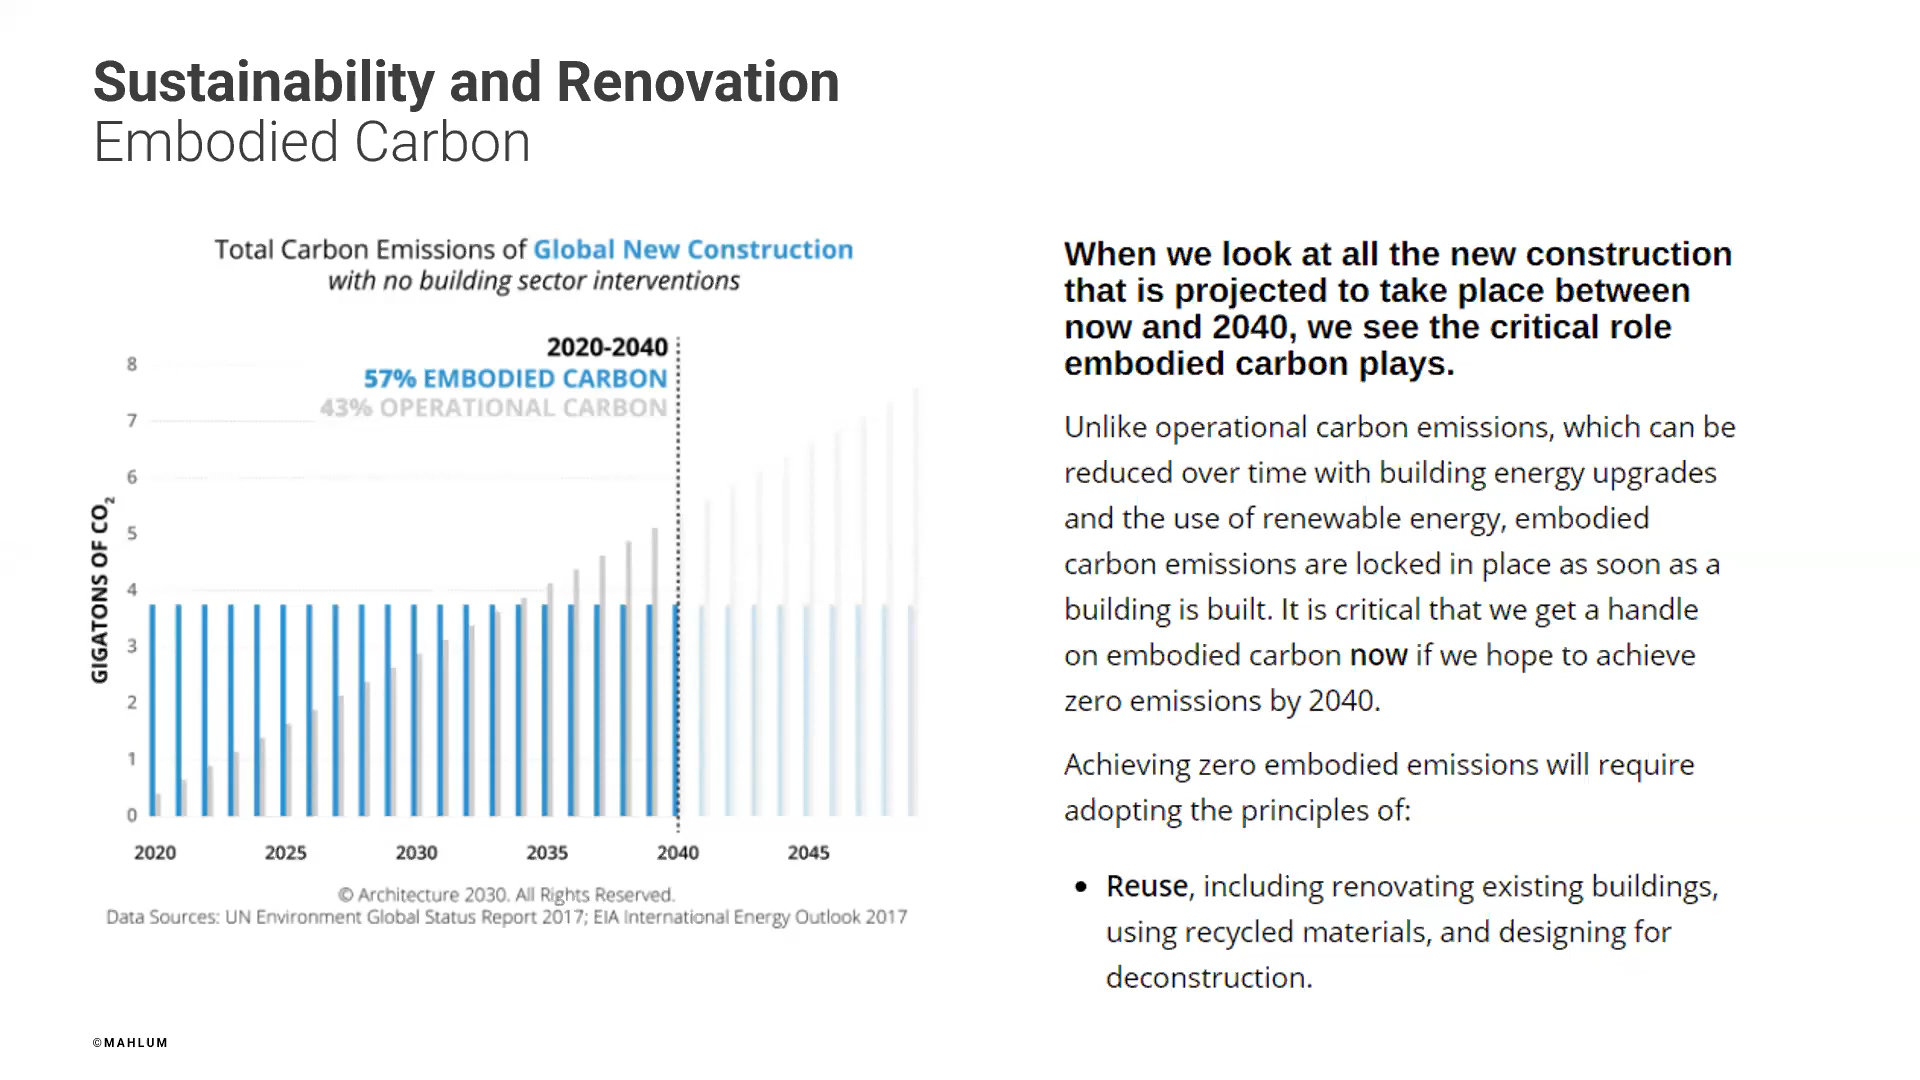 Sustainability and Renovation
Embodied Carbon
Total Carbon Emissions of Global New Construction
with no building sector interventions
2020-2040
57% EMBODIED CARBON
43% OPERATIONAL CARBON
GIGATONS OF CO₂
8
7
6
5
4
3
2
1
0
2020 2025 2030 2035 2040 2045
© Architecture 2030. All Rights Reserved.
Data Sources: UN Environment Global Status Report 2017; EIA International Energy Outlook 2017
When we look at all the new construction
that is projected to take place between
now and 2040, we see the critical role
embodied carbon plays.
Unlike operational carbon emissions, which can be
reduced over time with building energy upgrades
and the use of renewable energy, embodied
carbon emissions are locked in place as soon as a
building is built. It is critical that we get a handle
on embodied carbon now if we hope to achieve
zero emissions by 2040.
Achieving zero embodied emissions will require
adopting the principles of:
• Reuse, including renovating existing buildings,
using recycled materials, and designing for
deconstruction.
©MAHLUM